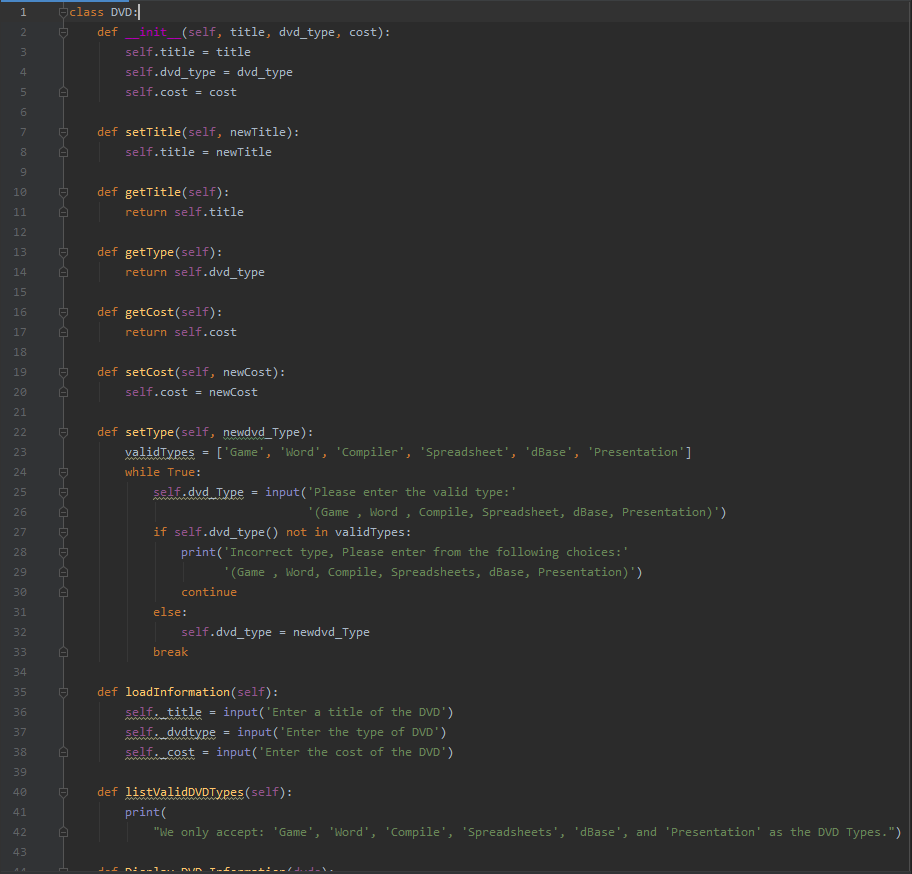 1 class DVD:
2     def __init__(self, title, dvd_type, cost):
3         self.title = title
4         self.dvd_type = dvd_type
5         self.cost = cost
6
7     def setTitle(self, newTitle):
8         self.title = newTitle
9
10     def getTitle(self):
11         return self.title
12
13     def getType(self):
14         return self.dvd_type
15
16     def getCost(self):
17         return self.cost
18
19     def setCost(self, newCost):
20         self.cost = newCost
21
22     def setType(self, newdvd_Type):
23         validTypes = ['Game', 'Word', 'Compiler', 'Spreadsheet', 'dBase', 'Presentation']
24         while True:
25             self.dvd_Type = input('Please enter the valid type:'
26                                   '(Game , Word , Compile, Spreadsheet, dBase, Presentation)')
27             if self.dvd_type() not in validTypes:
28                 print('Incorrect type, Please enter from the following choices:'
29                       '(Game , Word, Compile, Spreadsheets, dBase, Presentation)')
30                 continue
31             else:
32                 self.dvd_type = newdvd_Type
33             break
34
35     def loadInformation(self):
36         self._title = input('Enter a title of the DVD')
37         self._dvdtype = input('Enter the type of DVD')
38         self._cost = input('Enter the cost of the DVD')
39
40     def listValidDVDTypes(self):
41         print(
42             "We only accept: 'Game', 'Word', 'Compile', 'Spreadsheets', 'dBase', and 'Presentation' as the DVD Types.")
43
44     def Display_DVD_Information(dvds):